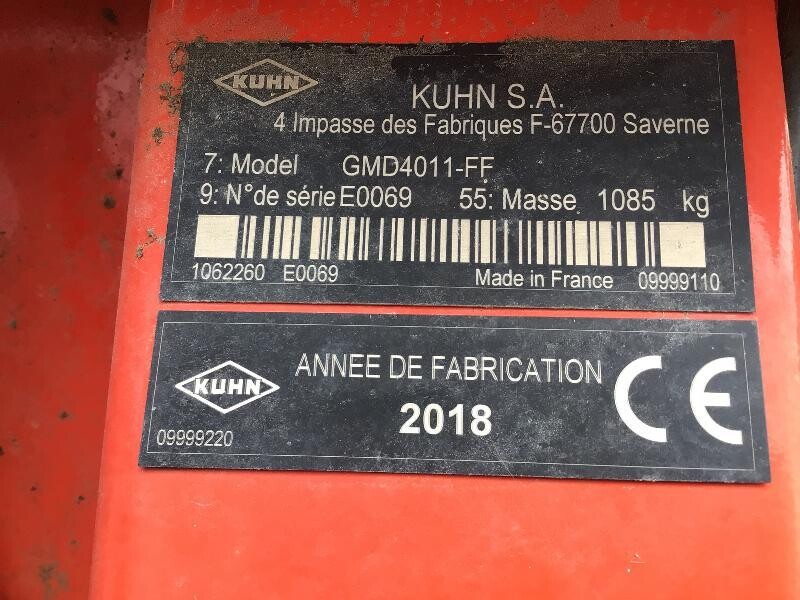 KUHN
KUHN S.A.
4 Impasse des Fabriques F-67700 Saverne
7: Model GMD4011-FF
9: N°de série E0069 55: Masse 1085 kg
1062260 E0069 Made in France 09999110
KUHN
ANNEE DE FABRICATION
2018
CE
09999220